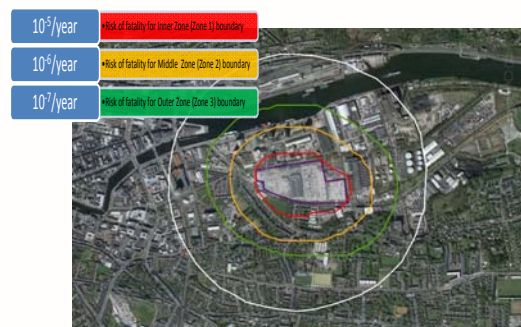 10-5/year
•Risk of fatality for Inner Zone (Zone 1) boundary
10-6/year
•Risk of fatality for Middle Zone (Zone 2) boundary
10-7/year
•Risk of fatality for Outer Zone (Zone 3) boundary